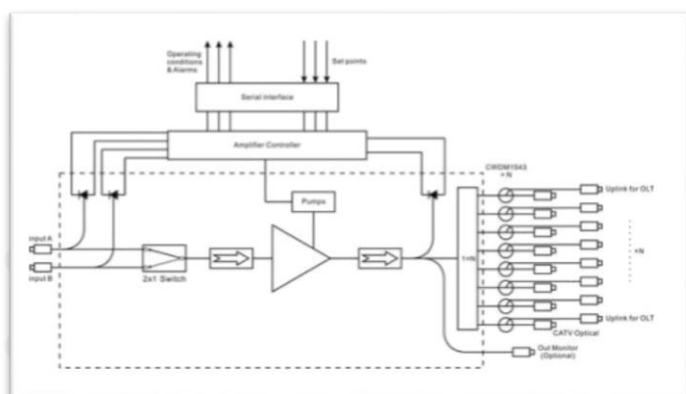 Operating
conditions
& Alarms
Set points
Serial Interface
Amplifier Controller
CWDM1543
×N
Pumps
Uplink for OLT
Input A
1×N
×N
Input B
2x1 Switch
Uplink for OLT
CATV Optical
Out Monitor
(Optional)